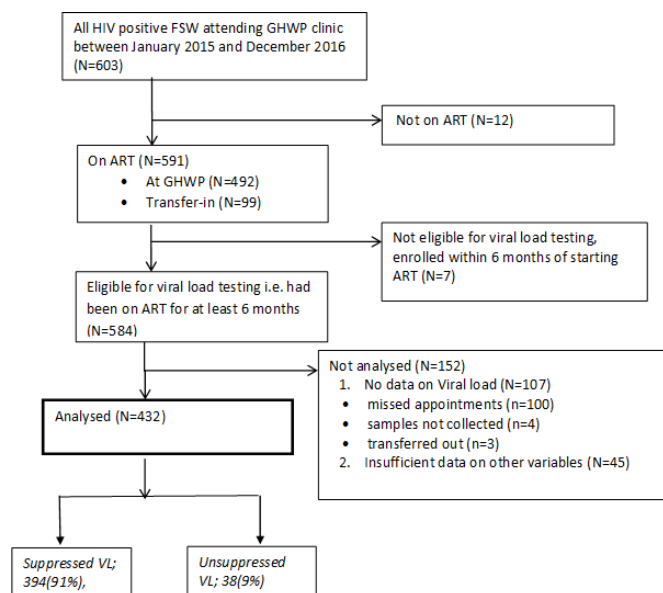 All HIV positive FSW attending GHWP clinic
between January 2015 and December 2016
(N=603)
Not on ART (N=12)
On ART (N=591)
• At GHWP (N=492)
• Transfer-in (N=99)
Not eligible for viral load testing,
enrolled within 6 months of starting
ART (N=7)
Eligible for viral load testing i.e. had
been on ART for at least 6 months
(N=584)
Not analysed (N=152)
1. No data on Viral load (N=107)
• missed appointments (n=100)
• samples not collected (n=4)
• transferred out (n=3)
2. Insufficient data on other variables (N=45)
Analysed (N=432)
Suppressed VL;
394(91%),
Unsuppressed
VL; 38(9%)